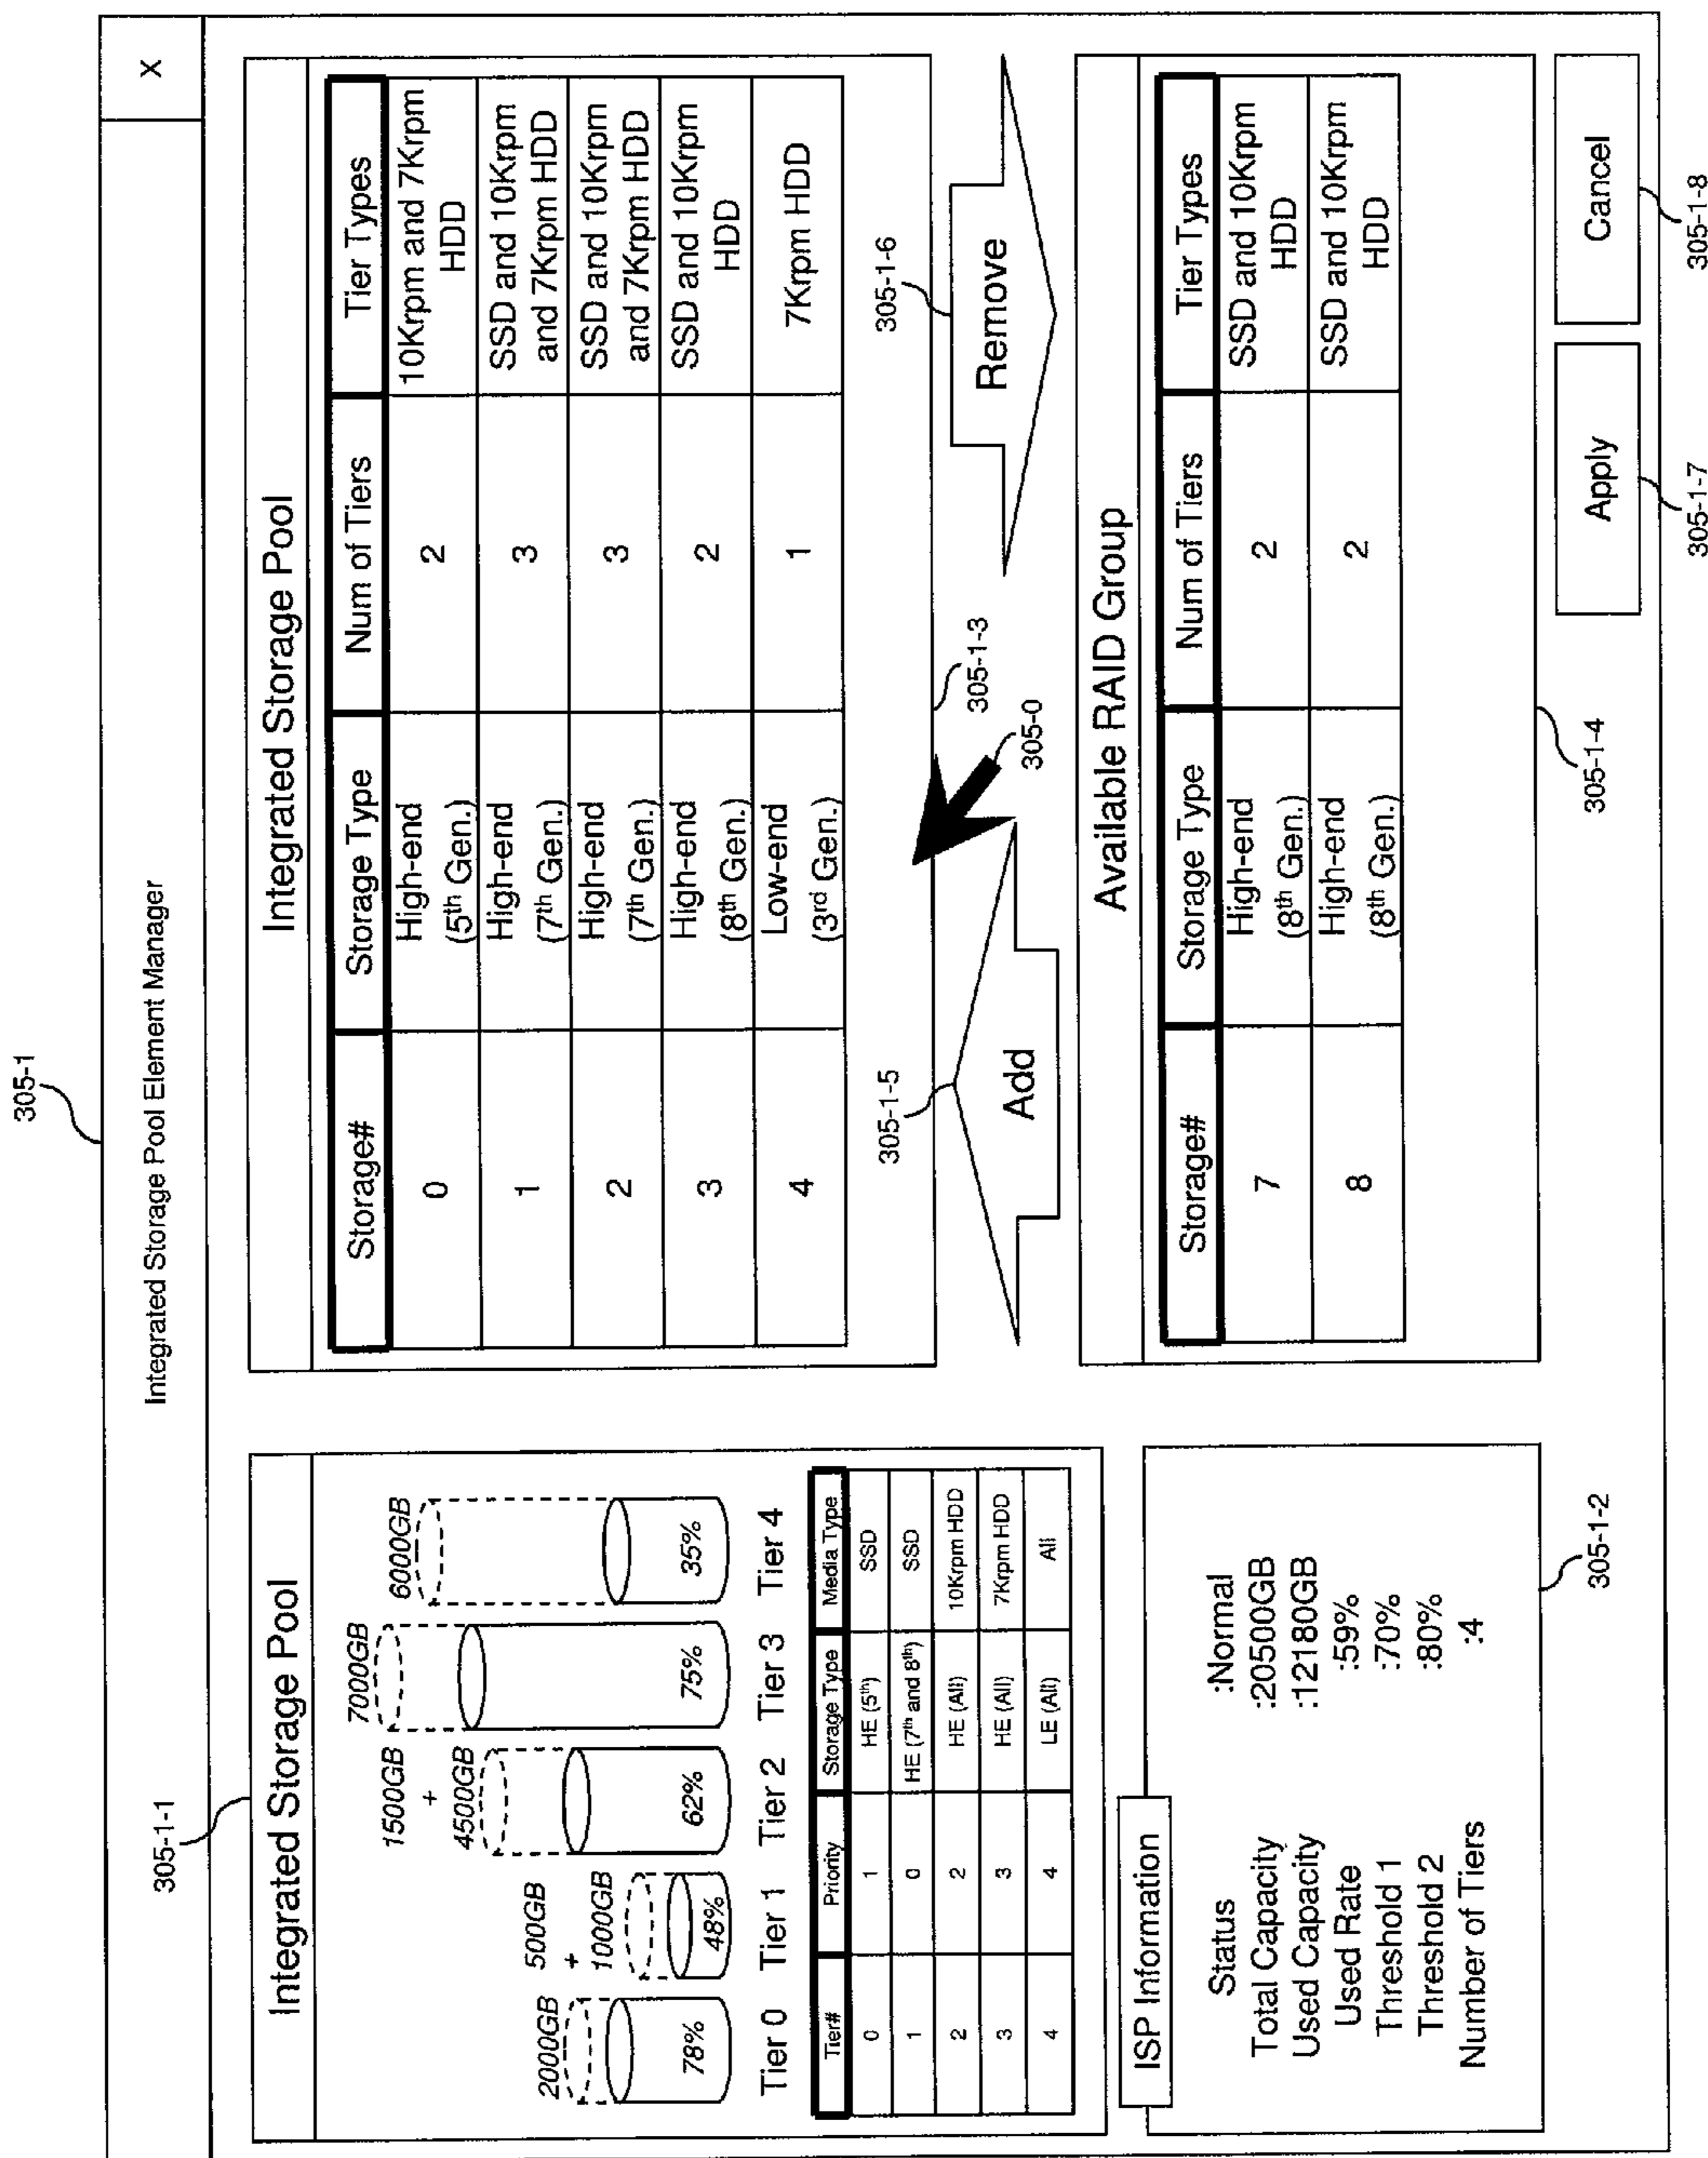 305-1
Integrated Storage Pool Element Manager
X
305-1-1
Integrated Storage Pool
2000GB
500GB
+
1000GB
1500GB
+
4500GB
7000GB
6000GB
78%
48%
62%
75%
35%
Tier 0 Tier 1 Tier 2 Tier 3 Tier 4
Tier# Priority Storage Type Media Type
0 1 HE (5th) SSD
1 0 HE (7th and 8th) SSD
2 2 HE (All) 10Krpm HDD
3 3 HE (All) 7Krpm HDD
4 4 LE (All) All
ISP Information
Status :Normal
Total Capacity :20500GB
Used Capacity :12180GB
Used Rate :59%
Threshold 1 :70%
Threshold 2 :80%
Number of Tiers :4
305-1-2
Integrated Storage Pool
Storage# Storage Type Num of Tiers Tier Types
0 High-end (5th Gen.) 2 10Krpm and 7Krpm HDD
1 High-end (7th Gen.) 3 SSD and 10Krpm and 7Krpm HDD
2 High-end (7th Gen.) 3 SSD and 10Krpm and 7Krpm HDD
3 High-end (8th Gen.) 2 SSD and 10Krpm HDD
4 Low-end (3rd Gen.) 1 7Krpm HDD
305-1-5
Add
305-1-3
305-0
305-1-6
Remove
Available RAID Group
Storage# Storage Type Num of Tiers Tier Types
7 High-end (8th Gen.) 2 SSD and 10Krpm HDD
8 High-end (8th Gen.) 2 SSD and 10Krpm HDD
305-1-4
Apply
Cancel
305-1-7
305-1-8